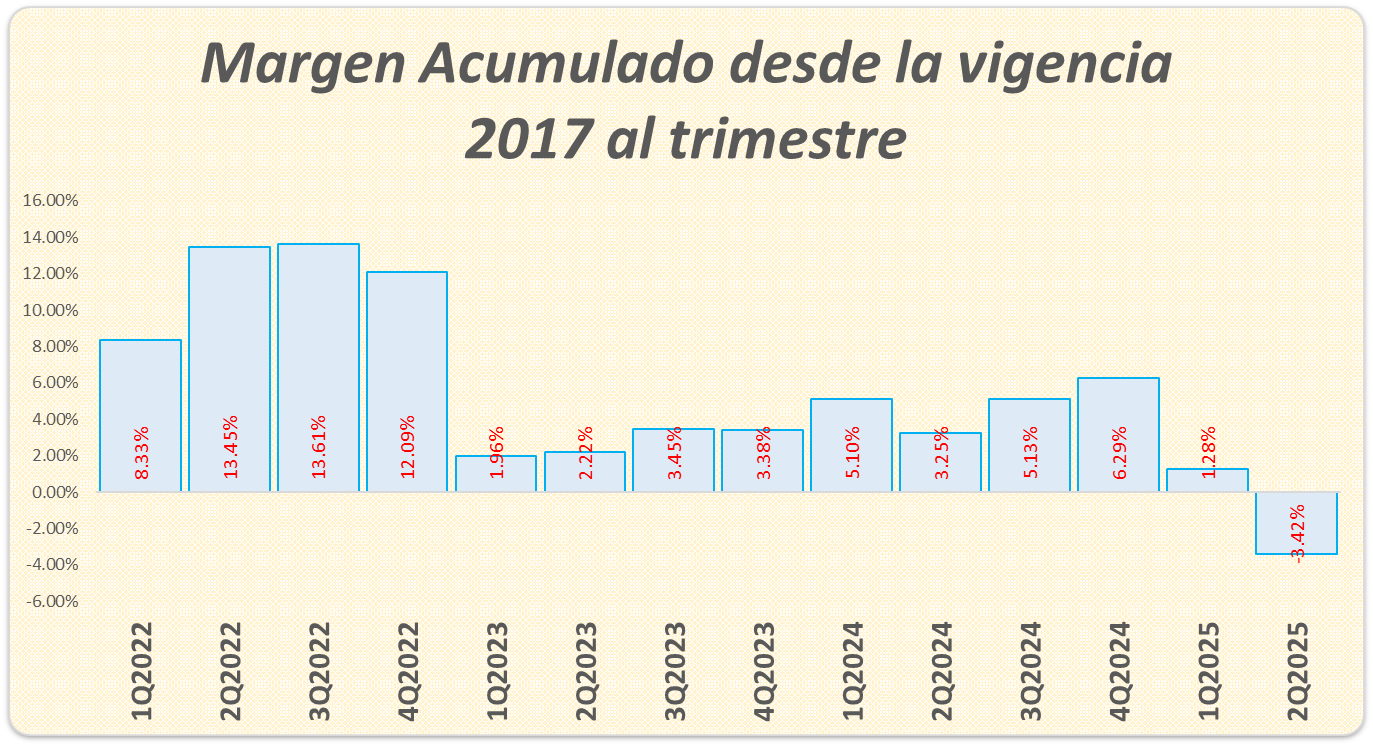 Margen Acumulado desde la vigencia
2017 al trimestre
16.00%
14.00%
12.00%
10.00%
8.00%
6.00%
4.00%
2.00%
0.00%
-2.00%
-4.00%
-6.00%
8.33%
13.45%
13.61%
12.09%
1.96%
2.22%
3.45%
3.38%
5.10%
3.25%
5.13%
6.29%
1.28%
-3.42%
1Q2022
2Q2022
3Q2022
4Q2022
1Q2023
2Q2023
3Q2023
4Q2023
1Q2024
2Q2024
3Q2024
4Q2024
1Q2025
2Q2025